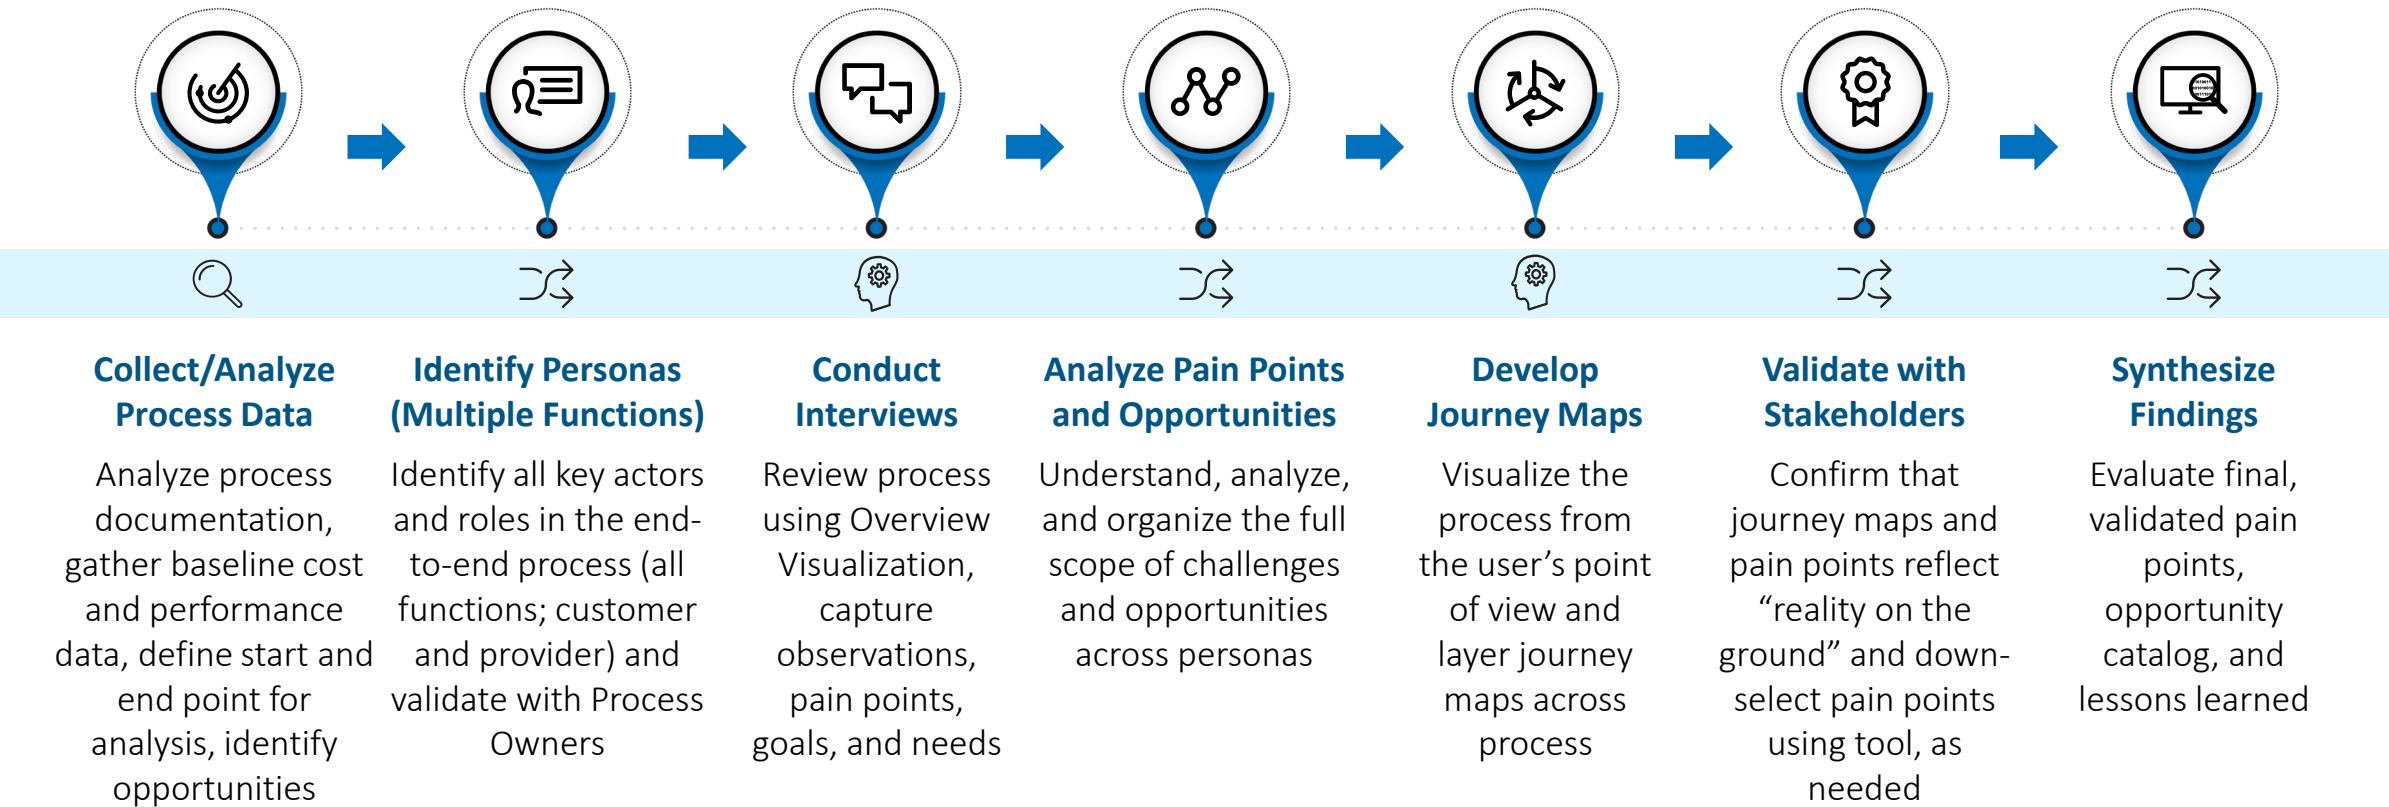 Collect/Analyze
Process Data
Analyze process
documentation,
gather baseline cost
and performance
data, define start and
end point for
analysis, identify
opportunities
Identify Personas
(Multiple Functions)
Identify all key actors
and roles in the end-
to-end process (all
functions; customer
and provider) and
validate with Process
Owners
Conduct
Interviews
Review process
using Overview
Visualization,
capture
observations,
pain points,
goals, and needs
Analyze Pain Points
and Opportunities
Understand, analyze,
and organize the full
scope of challenges
and opportunities
across personas
Develop
Journey Maps
Visualize the
process from
the user’s point
of view and
layer journey
maps across
process
Validate with
Stakeholders
Confirm that
journey maps and
pain points reflect
“reality on the
ground” and down-
select pain points
using tool, as
needed
Synthesize
Findings
Evaluate final,
validated pain
points,
opportunity
catalog, and
lessons learned